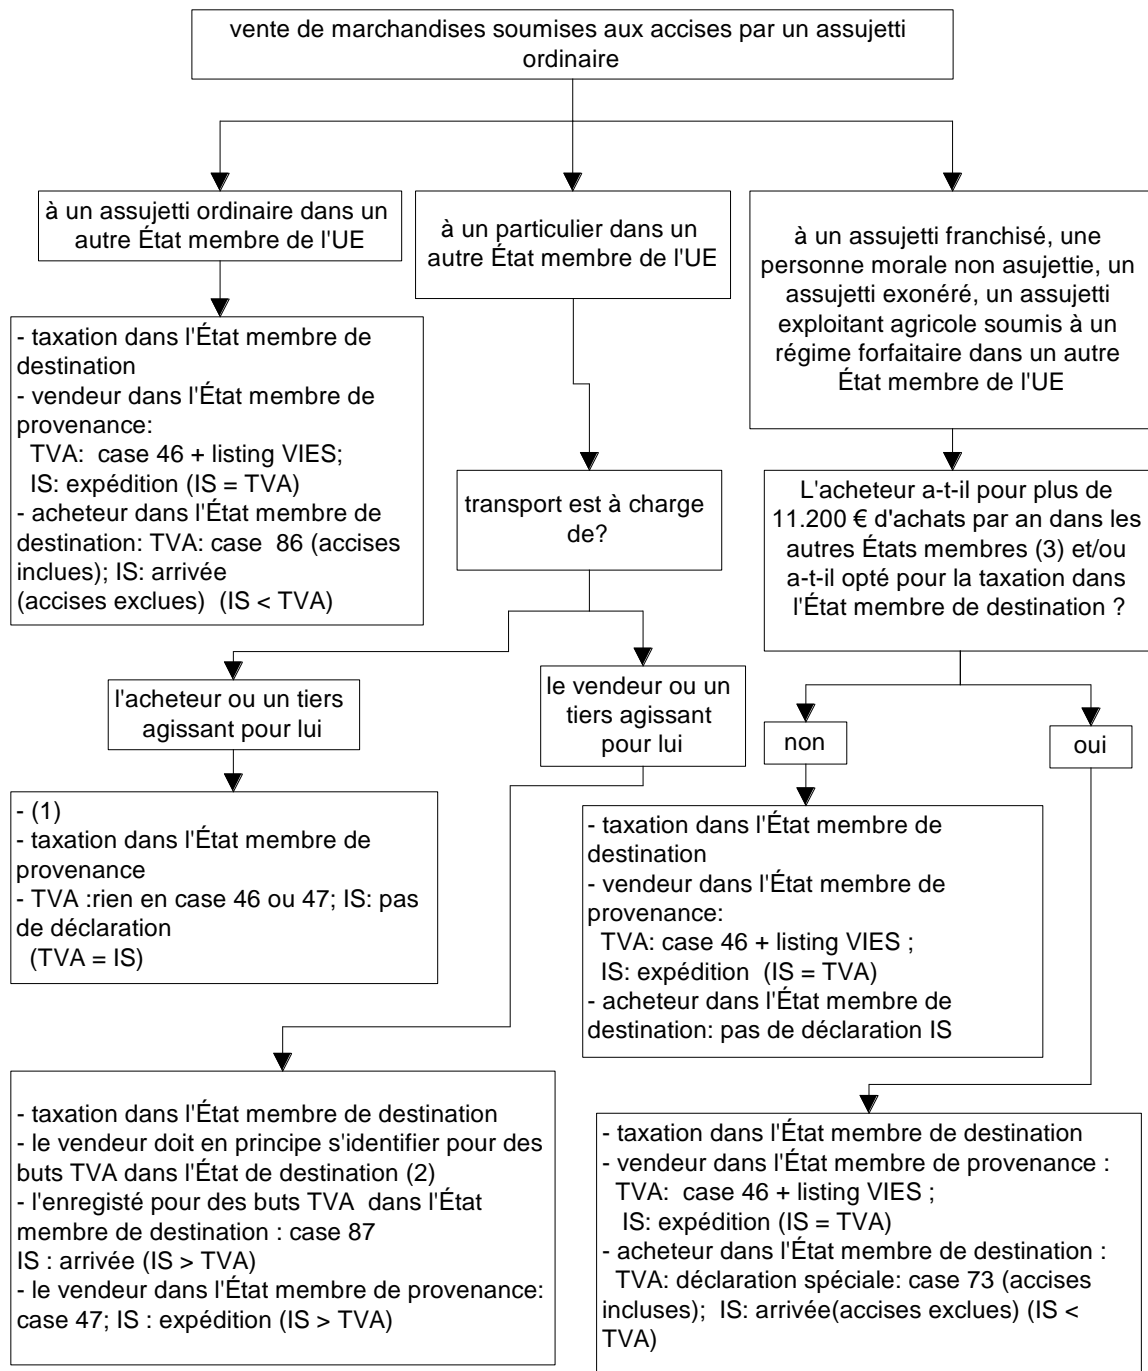 vente de marchandises soumises aux accises par un assujetti
ordinaire
à un assujetti ordinaire dans un
autre État membre de l'UE
à un particulier dans un
autre État membre de l'UE
à un assujetti franchisé, une
personne morale non asujettie, un
assujetti exonéré, un assujetti
exploitant agricole soumis à un
régime forfaitaire dans un autre
État membre de l'UE
- taxation dans l'État membre de
destination
- vendeur dans l'État membre de
provenance:
TVA: case 46 + listing VIES;
IS: expédition (IS = TVA)
- acheteur dans l'État membre de
destination: TVA: case 86 (accises
inclues); IS: arrivée
(accises exclues) (IS < TVA)
transport est à charge
de?
L'acheteur a-t-il pour plus de
11.200 € d'achats par an dans les
autres États membres (3) et/ou
a-t-il opté pour la taxation dans
l'État membre de destination ?
l'acheteur ou un tiers
agissant pour lui
le vendeur ou un
tiers agissant
pour lui
non
oui
- (1)
- taxation dans l'État membre de
provenance
- TVA :rien en case 46 ou 47; IS: pas
de déclaration
(TVA = IS)
- taxation dans l'État membre de
destination
- vendeur dans l'État membre de
provenance:
TVA: case 46 + listing VIES ;
IS: expédition (IS = TVA)
- acheteur dans l'État membre de
destination: pas de déclaration IS
- taxation dans l'État membre de destination
- le vendeur doit en principe s'identifier pour des
buts TVA dans l'État de destination (2)
- l'enregisté pour des buts TVA dans l'État
membre de destination : case 87
IS : arrivée (IS > TVA)
- le vendeur dans l'État membre de provenance:
case 47; IS : expédition (IS > TVA)
- taxation dans l'État membre de destination
- vendeur dans l'État membre de provenance :
TVA: case 46 + listing VIES ;
IS: expédition (IS = TVA)
- acheteur dans l'État membre de destination :
TVA: déclaration spéciale: case 73 (accises
incluses); IS: arrivée(accises exclues) (IS <
TVA)